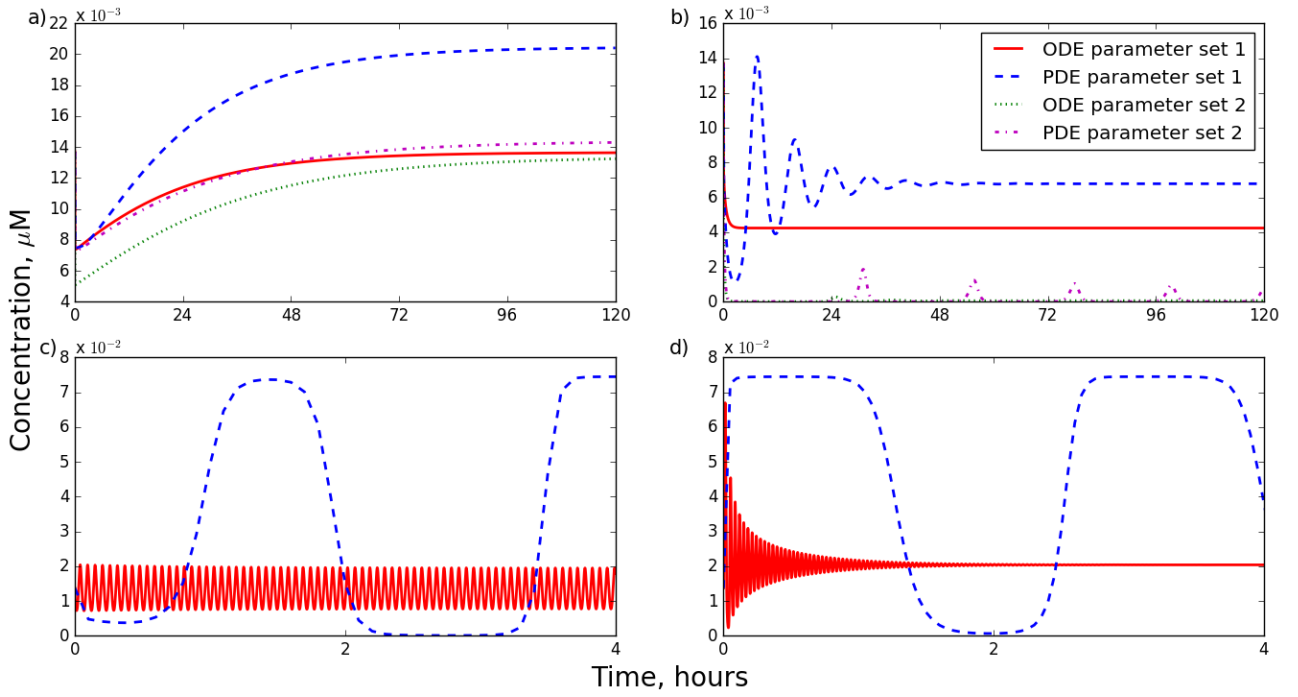 a)
x 10⁻³
22
20
18
16
14
12
10
8
6
4
0 24 48 72 96 120
b)
x 10⁻³
16
14
12
10
8
6
4
2
0
0 24 48 72 96 120
ODE parameter set 1
PDE parameter set 1
ODE parameter set 2
PDE parameter set 2
Concentration, μM
c)
x 10⁻²
8
7
6
5
4
3
2
1
0
0 2 4
d)
x 10⁻²
8
7
6
5
4
3
2
1
0
0 2 4
Time, hours